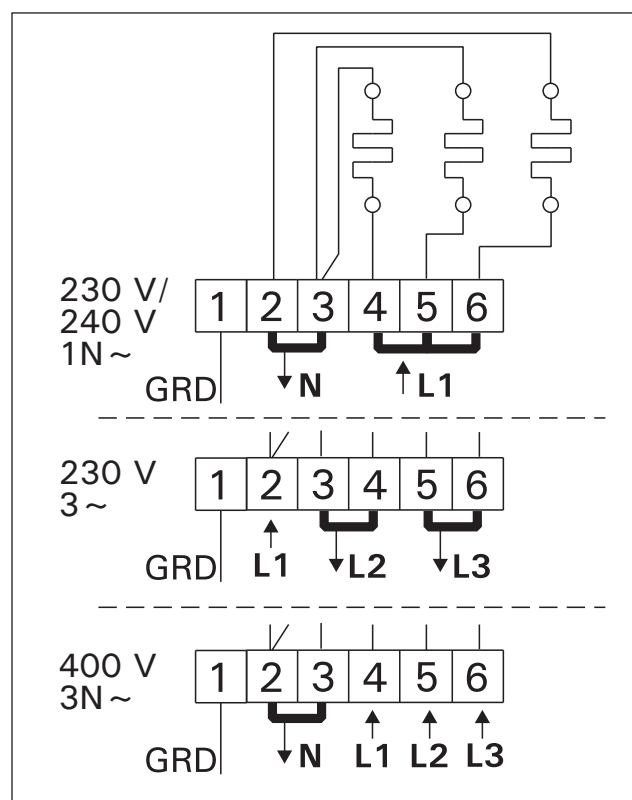 230 V/
240 V
1N ~
1 2 3 4 5 6
GRD
N
L1
230 V
3 ~
1 2 3 4 5 6
GRD
L1
L2
L3
400 V
3N ~
1 2 3 4 5 6
GRD
N
L1
L2
L3